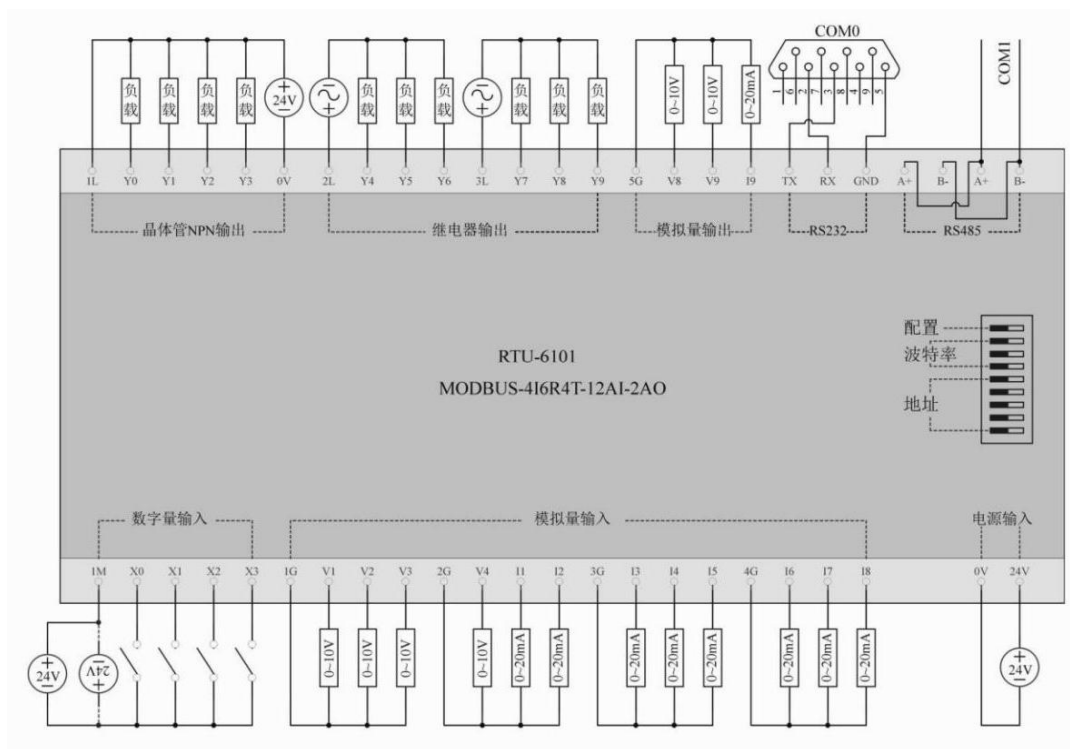 COM0
COM1
负载
负载
负载
负载
24V
负载
负载
负载
负载
负载
负载
0~10V
0~10V
0~20mA
1 6 2 7 3 8 4 9 5
1L Y0 Y1 Y2 Y3 0V 2L Y4 Y5 Y6 3L Y7 Y8 Y9 5G V8 V9 I9 TX RX GND A+ B- A+ B-
晶体管NPN输出 继电器输出 模拟量输出 RS232 RS485
配置
波特率
地址
RTU-6101
MODBUS-4I6R4T-12AI-2AO
数字量输入 模拟量输入 电源输入
1M X0 X1 X2 X3 1G V1 V2 V3 2G V4 I1 I2 3G I3 I4 I5 4G I6 I7 I8 0V 24V
24V
24V
0~10V
0~10V
0~10V
0~10V
0~20mA
0~20mA
0~20mA
0~20mA
0~20mA
0~20mA
0~20mA
0~20mA
24V